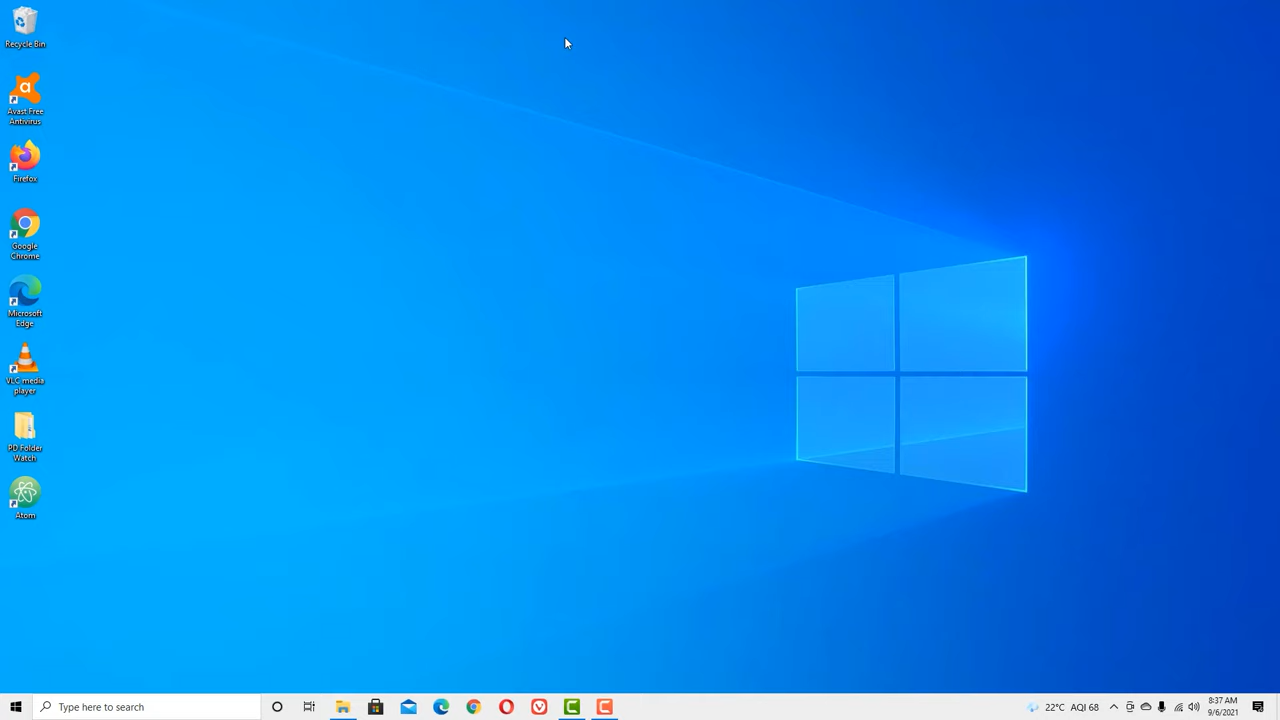 Recycle Bin
Avast Free
Antivirus
Firefox
Google
Chrome
Microsoft
Edge
VLC media
player
PD Folder
Watch
Atom
Type here to search
22°C AQI 68
8:37 AM
9/6/2021